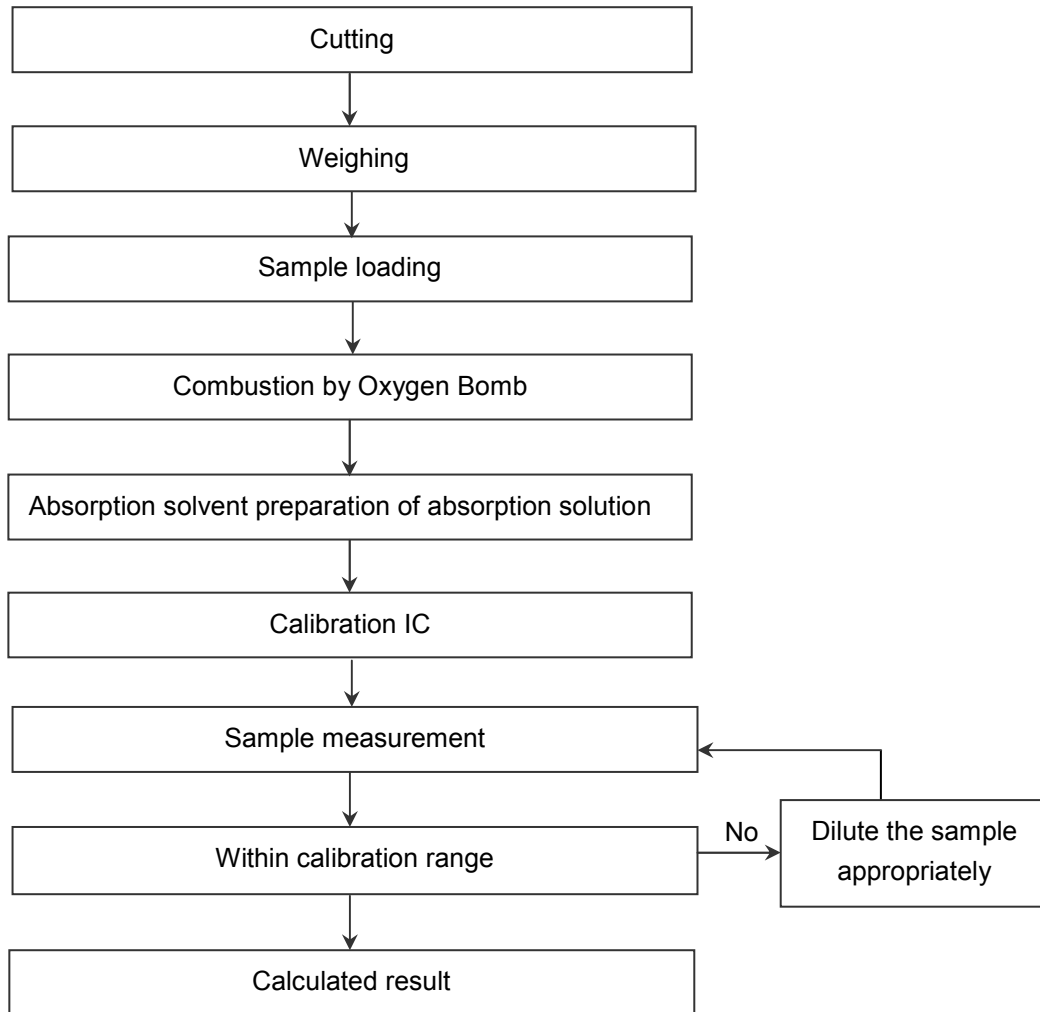 Cutting
Weighing
Sample loading
Combustion by Oxygen Bomb
Absorption solvent preparation of absorption solution
Calibration IC
Sample measurement
Within calibration range
No
Dilute the sample
appropriately
Calculated result